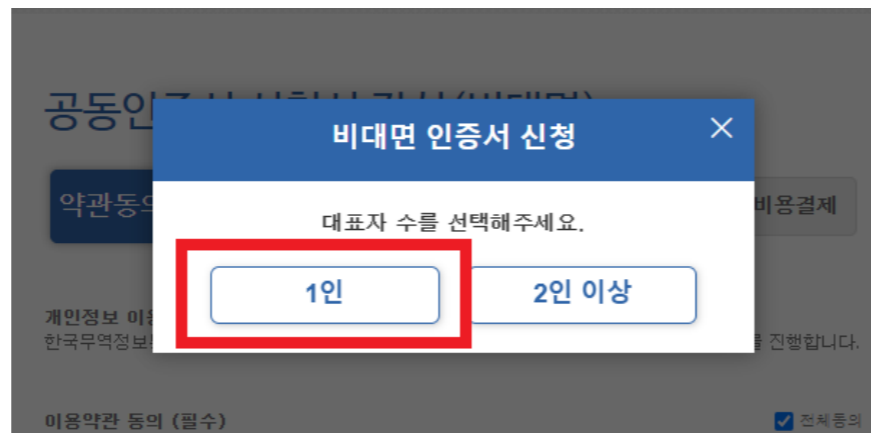 공동인
비대면 인증서 신청
약관동의
비용결제
대표자 수를 선택해주세요.
1인
2인 이상
개인정보 이용
한국무역정보
를 진행합니다.
이용약관 동의 (필수)
전체동의